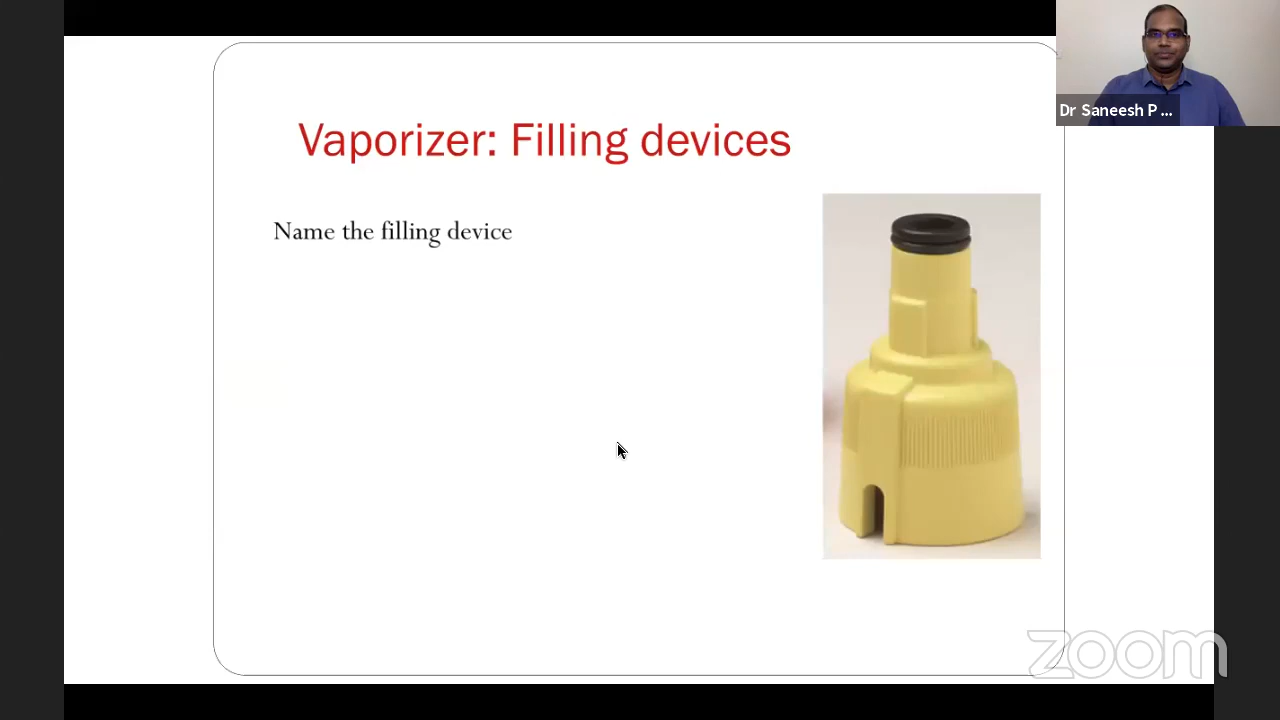 Vaporizer: Filling devices
Name the filling device
Dr Saneesh P ...
zoom